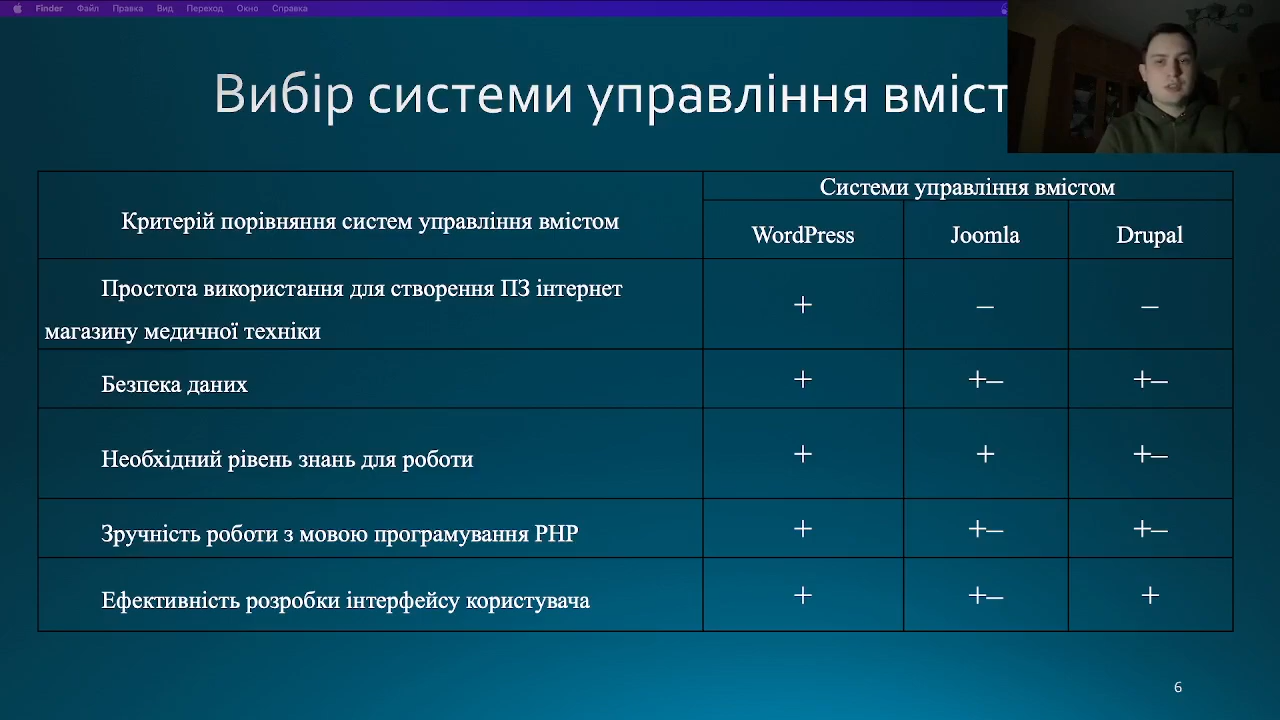 Finder Файл Правка Вид Переход Окно Справка
Вибір системи управління вміст
Критерій порівняння систем управління вмістом
Системи управління вмістом
WordPress Joomla Drupal
Простота використання для створення ПЗ інтернет
магазину медичної техніки
+ – –
Безпека даних + +– +–
Необхідний рівень знань для роботи + + +–
Зручність роботи з мовою програмування PHP + +– +–
Ефективність розробки інтерфейсу користувача + +– +
6